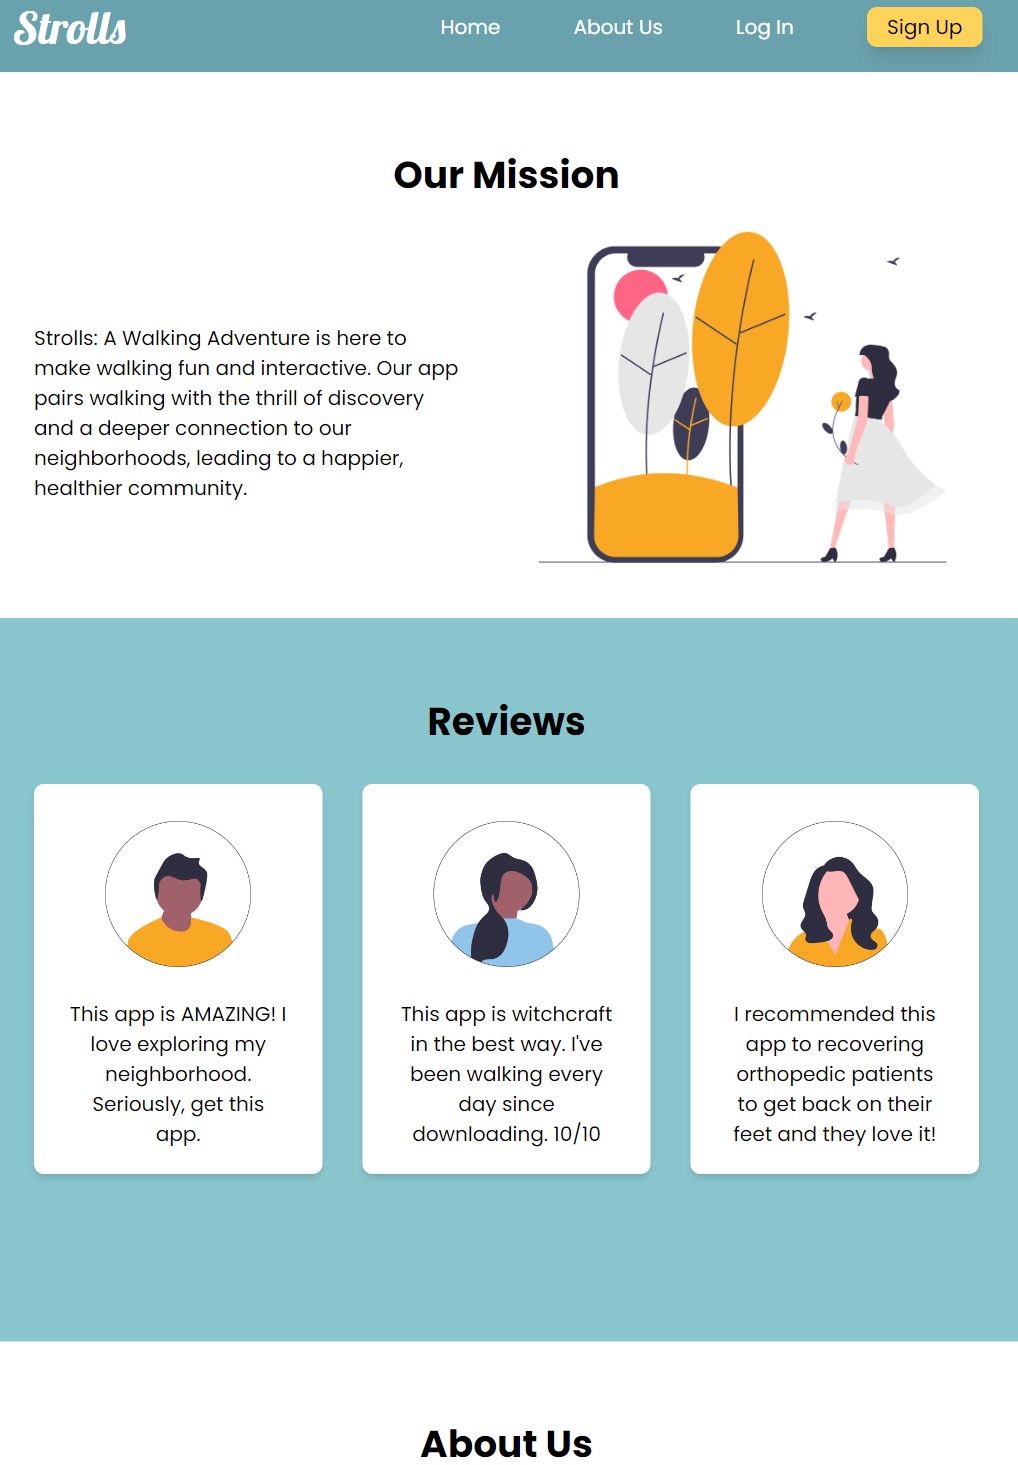 Strolls
Home
About Us
Log In
Sign Up
Our Mission
Strolls: A Walking Adventure is here to
make walking fun and interactive. Our app
pairs walking with the thrill of discovery
and a deeper connection to our
neighborhoods, leading to a happier,
healthier community.
Reviews
This app is AMAZING! I
love exploring my
neighborhood.
Seriously, get this
app.
This app is witchcraft
in the best way. I've
been walking every
day since
downloading. 10/10
I recommended this
app to recovering
orthopedic patients
to get back on their
feet and they love it!
About Us